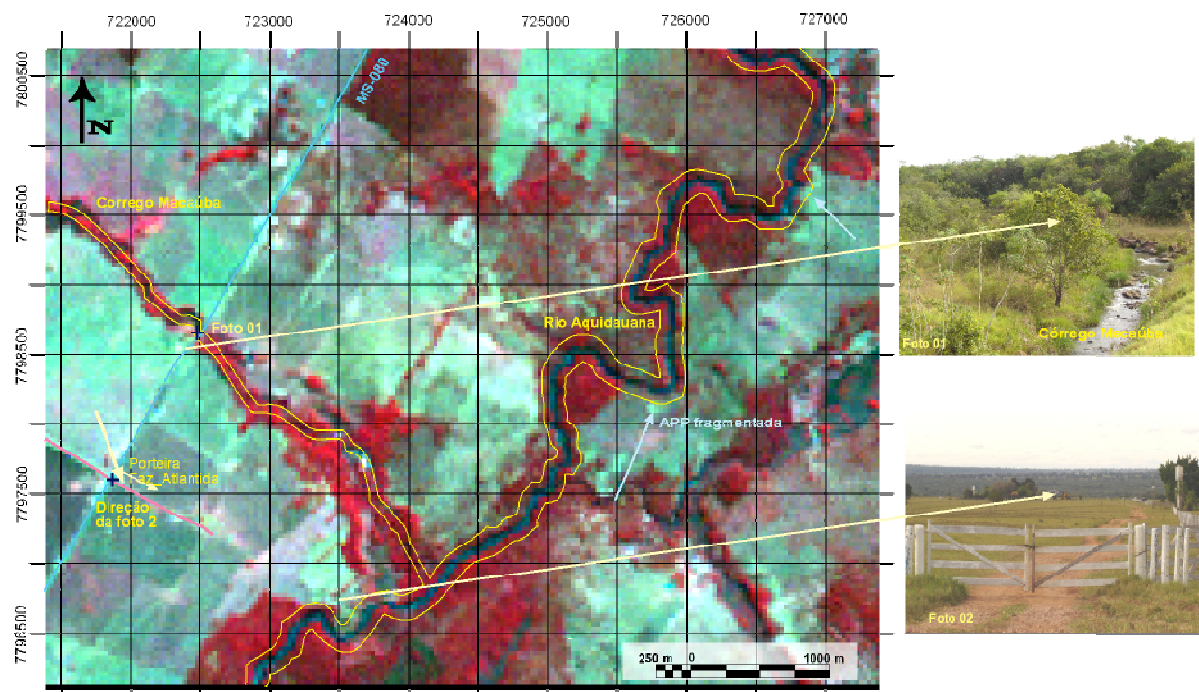 722000
723000
724000
725000
726000
727000
7800500
7799500
7798500
7797500
7796500
N
MS-080
Córrego Macaúba
Foto 01
Rio Aquidauana
APP fragmentada
Porteira
Faz_Atlantida
Direção
da foto 2
250 m 0 1000 m
Córrego Macaúba
Foto 01
Foto 02